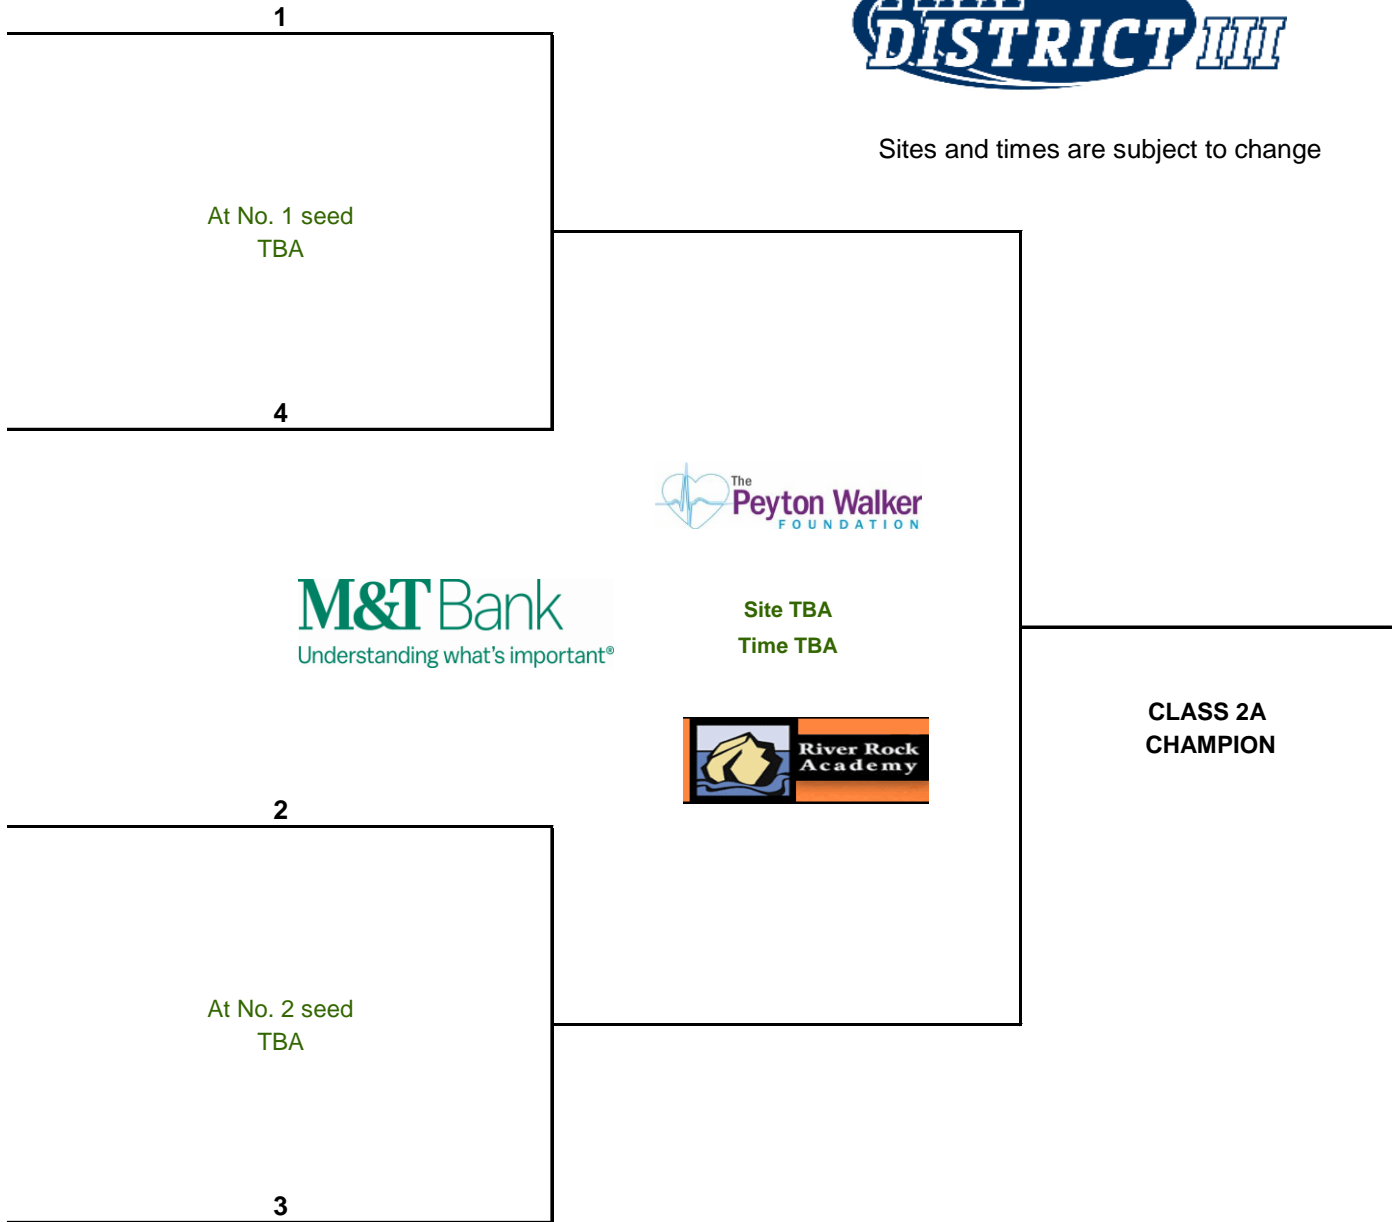 1
DISTRICT III
Sites and times are subject to change
At No. 1 seed
TBA
4
The
Peyton Walker
FOUNDATION
M&T Bank
Understanding what's important®
Site TBA
Time TBA
River Rock
Academy
CLASS 2A
CHAMPION
2
At No. 2 seed
TBA
3